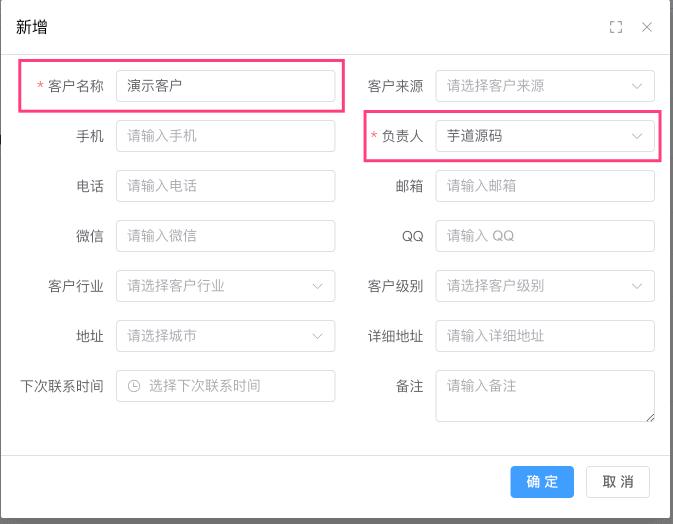 新增
* 客户名称 演示客户 客户来源 请选择客户来源
手机 请输入手机 * 负责人 芋道源码
电话 请输入电话 邮箱 请输入邮箱
微信 请输入微信 QQ 请输入 QQ
客户行业 请选择客户行业 客户级别 请选择客户级别
地址 请选择城市 详细地址 请输入详细地址
下次联系时间 选择下次联系时间 备注 请输入备注
确 定 取 消